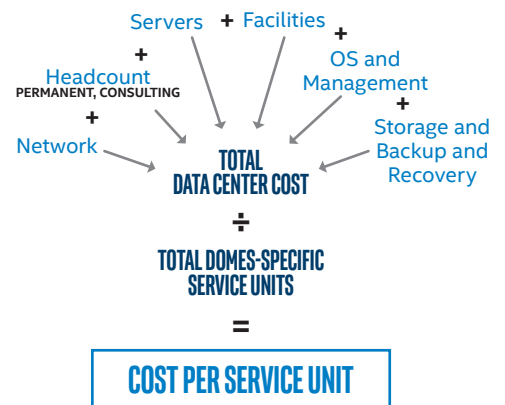 Servers + Facilities
+
+
Headcount
PERMANENT, CONSULTING
OS and
Management
+
+
Network
Storage and
Backup and
Recovery
TOTAL
DATA CENTER COST
÷
TOTAL DOMES-SPECIFIC
SERVICE UNITS
=
COST PER SERVICE UNIT